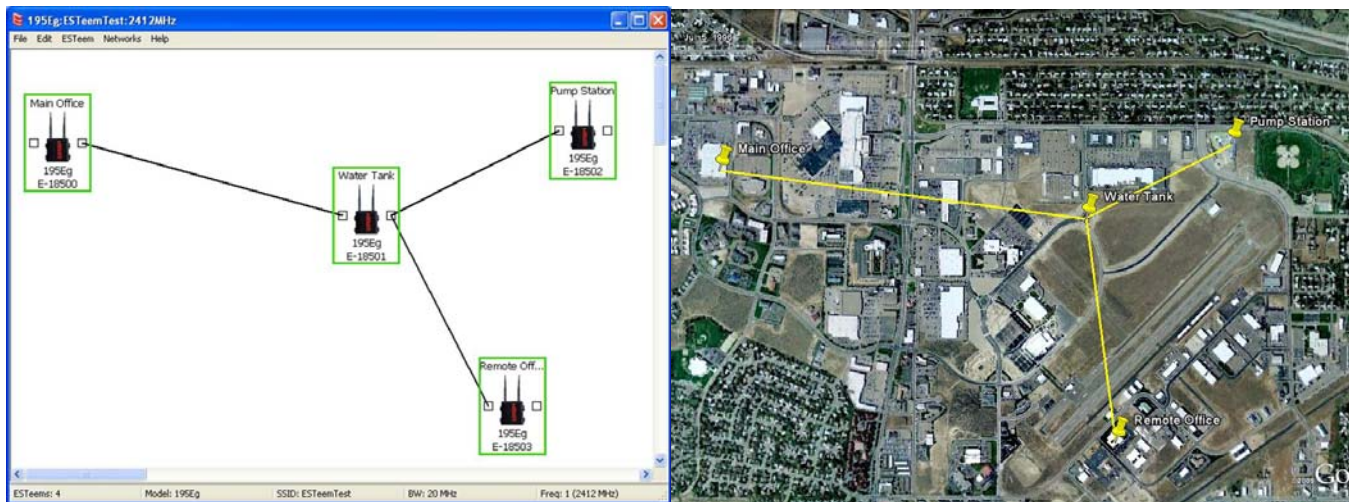 195Eg:ESTeemTest:2412MHz
File Edit ESTeem Networks Help
Main Office
195Eg
E-18500
Pump Station
195Eg
E-18502
Water Tank
195Eg
E-18501
Remote Off...
195Eg
E-18503
ESTeems: 4 Model: 195Eg SSID: ESTeemTest BW: 20 MHz Freq: 1 (2412 MHz)
Pump Station
Main Office
Water Tank
Remote Office
Go